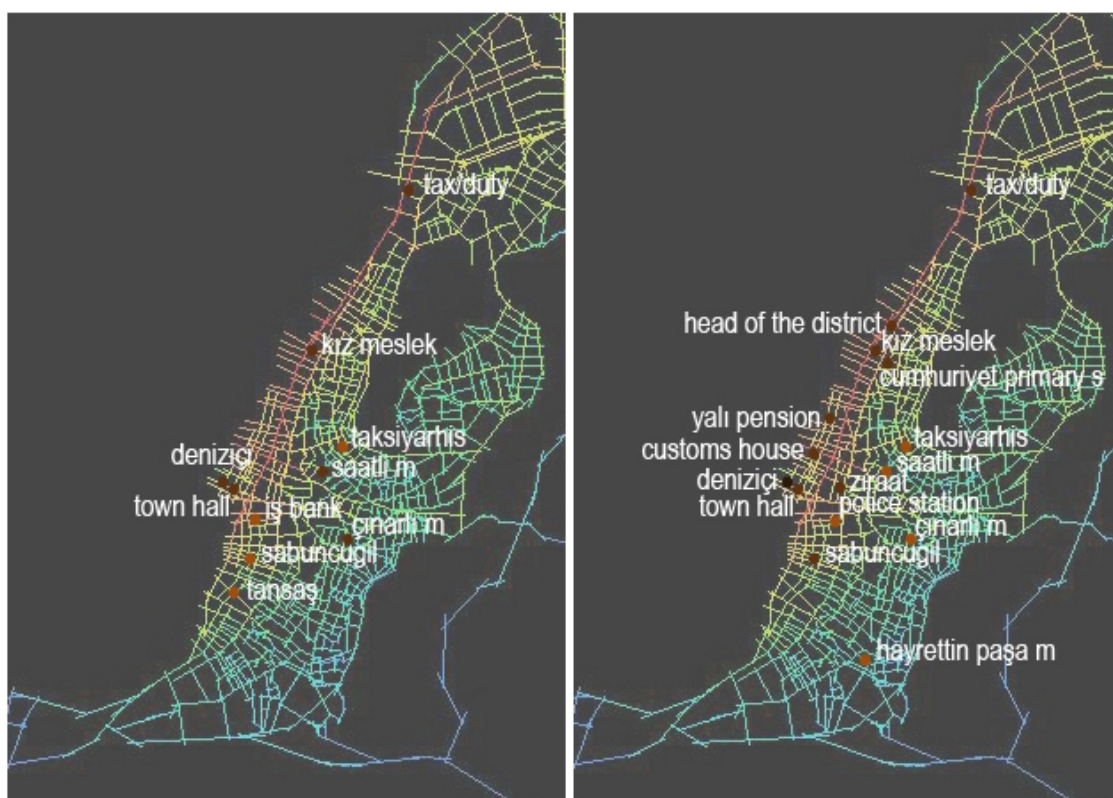 tax/duty
kız meslek
taksiyarhis
deniziçi
saatli m
town hall
iş bank
çınarlı m
sabuncugil
tansaş
tax/duty
head of the district
kız meslek
cumhuriyet primary s
yalı pension
taksiyarhis
customs house
saatli m
deniziçi
ziraat
town hall
police station
çınarlı m
sabuncugil
hayrettin paşa m